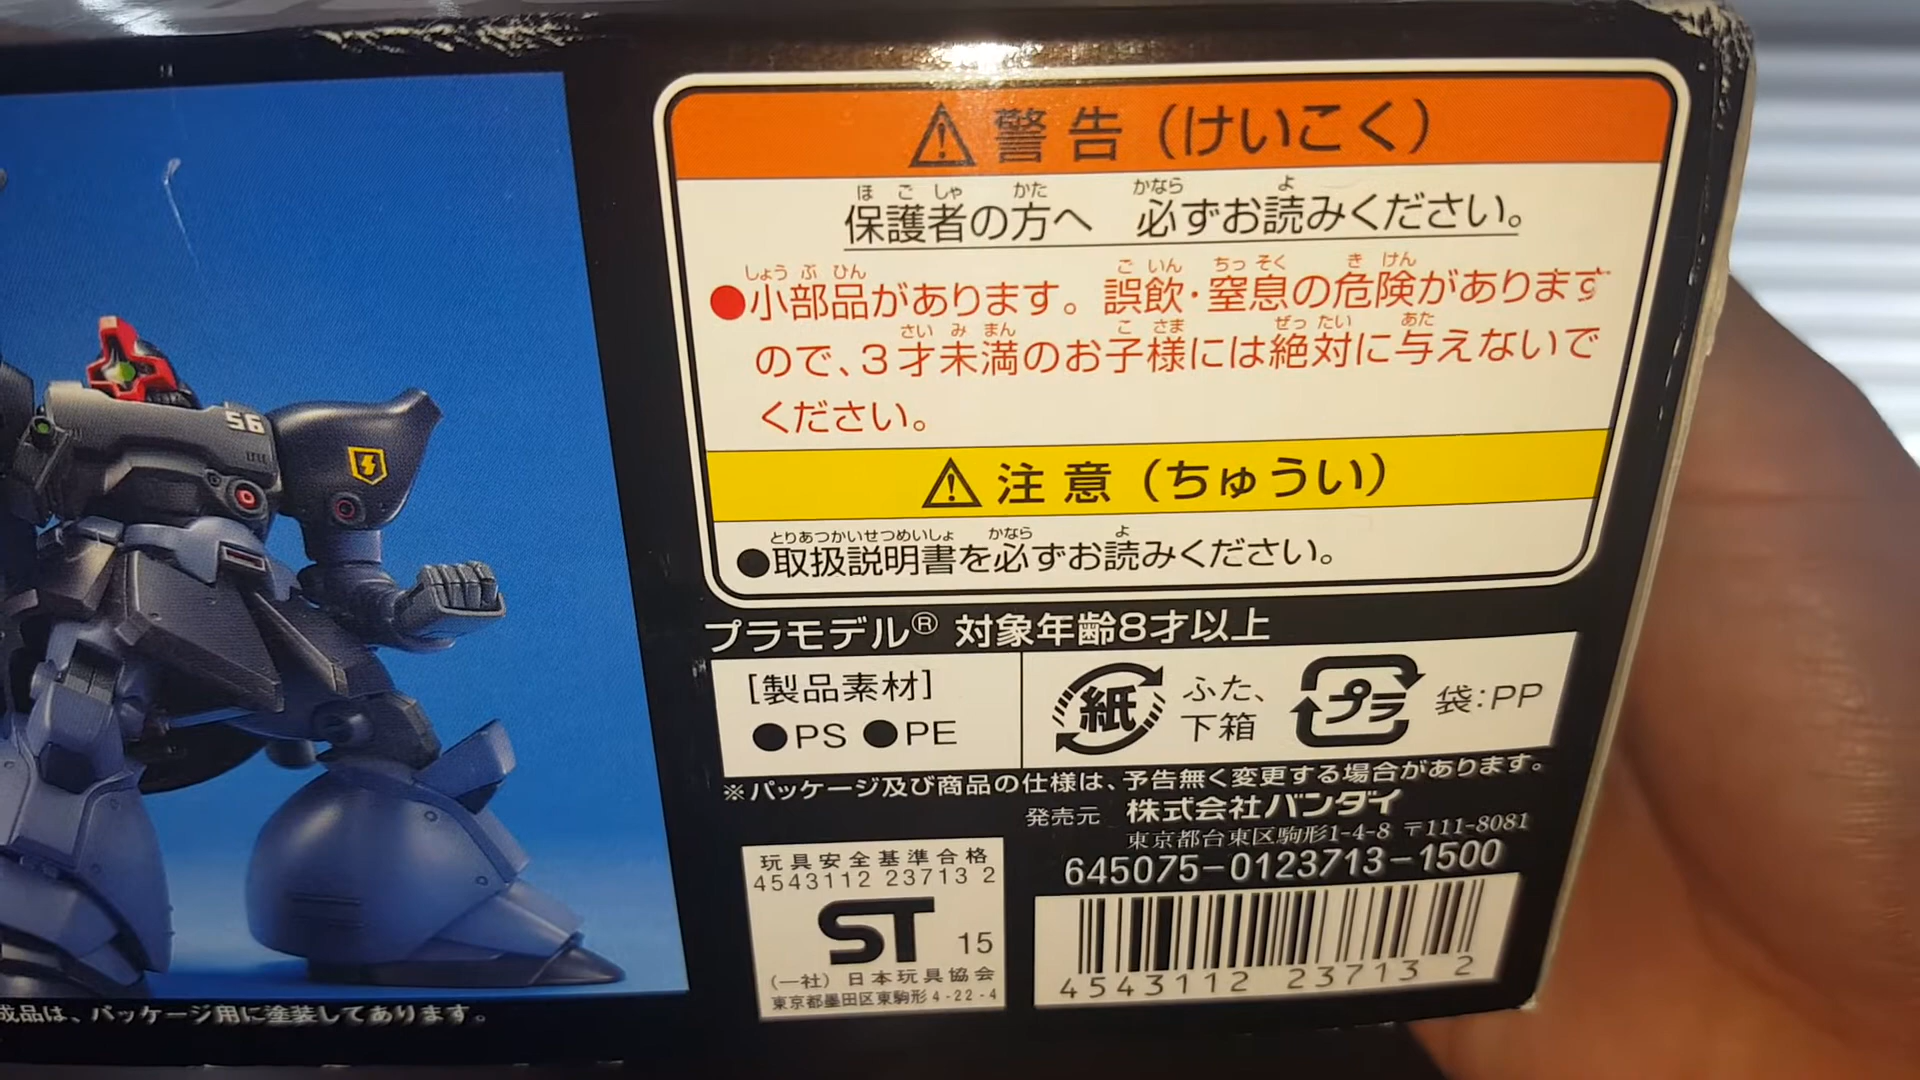 警告（けいこく）
ほごしゃ かた かなら よ
保護者の方へ 必ずお読みください。
しょう ぶ ひん ご いん ちっ そく き けん
●小部品があります。誤飲・窒息の危険があります
さい み まん こ さま ぜっ たい あた
ので、3才未満のお子様には絶対に与えないで
ください。
注意（ちゅうい）
とりあつかいせつめいしょ かなら よ
●取扱説明書を必ずお読みください。
プラモデル® 対象年齢8才以上
[製品素材]
●PS ●PE
紙 ふた、
下箱
プラ 袋:PP
※パッケージ及び商品の仕様は、予告無く変更する場合があります。
発売元 株式会社バンダイ
東京都台東区駒形1-4-8 〒111-8081
645075-0123713-1500
玩具安全基準合格
4543112 23713 2
ST 15
(一社) 日本玩具協会
東京都墨田区東駒形4-22-4
4543112 23713 2
56
成品は、パッケージ用に塗装してあります。